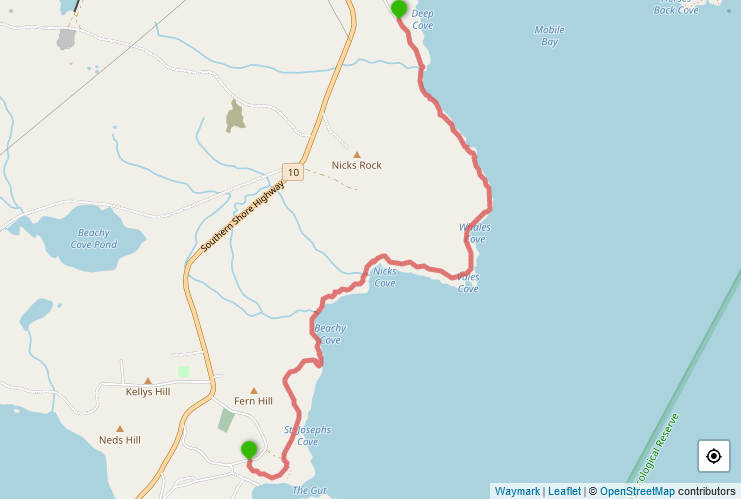 Horses
Back Cove
Deep
Cove
Mobile
Bay
Nicks Rock
10
Southern Shore Highway
Beachy
Cove Pond
Whales
Cove
Nicks
Cove
Vales
Cove
Beachy
Cove
Kellys Hill
Fern Hill
Neds Hill
St Josephs
Cove
The Gut
ological Reserve
Waymark | Leaflet | © OpenStreetMap contributors